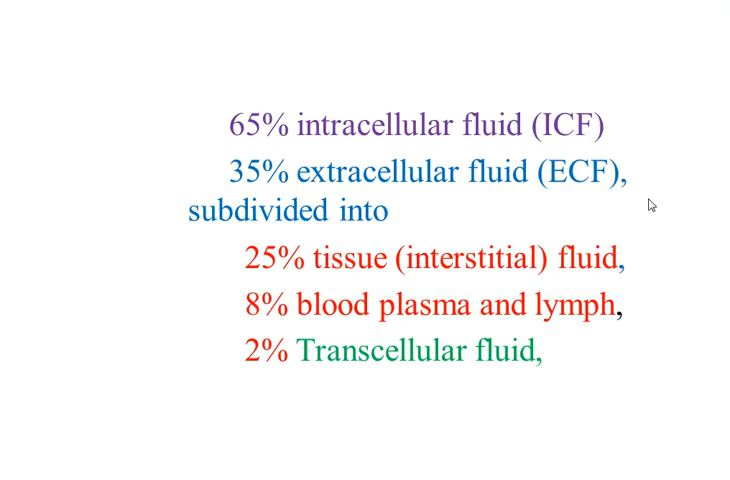 65% intracellular fluid (ICF)
35% extracellular fluid (ECF),
subdivided into
25% tissue (interstitial) fluid,
8% blood plasma and lymph,
2% Transcellular fluid,